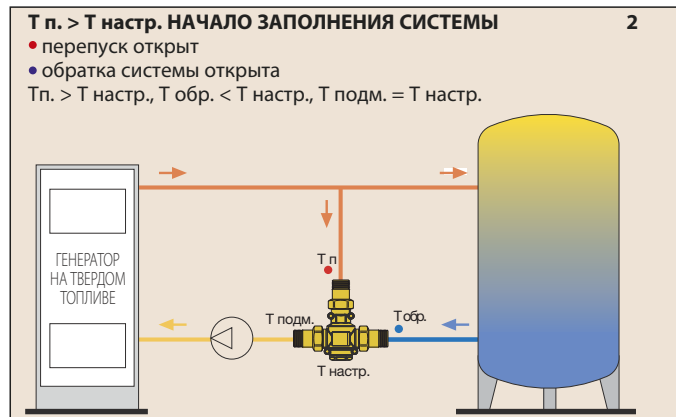 Т п. > Т настр. НАЧАЛО ЗАПОЛНЕНИЯ СИСТЕМЫ 2
• перепуск открыт
• обратка системы открыта
Тп. > Т настр., Т обр. < Т настр., Т подм. = Т настр.
ГЕНЕРАТОР
НА ТВЕРДОМ
ТОПЛИВЕ
Т п
Т подм.
Т обр.
Т настр.